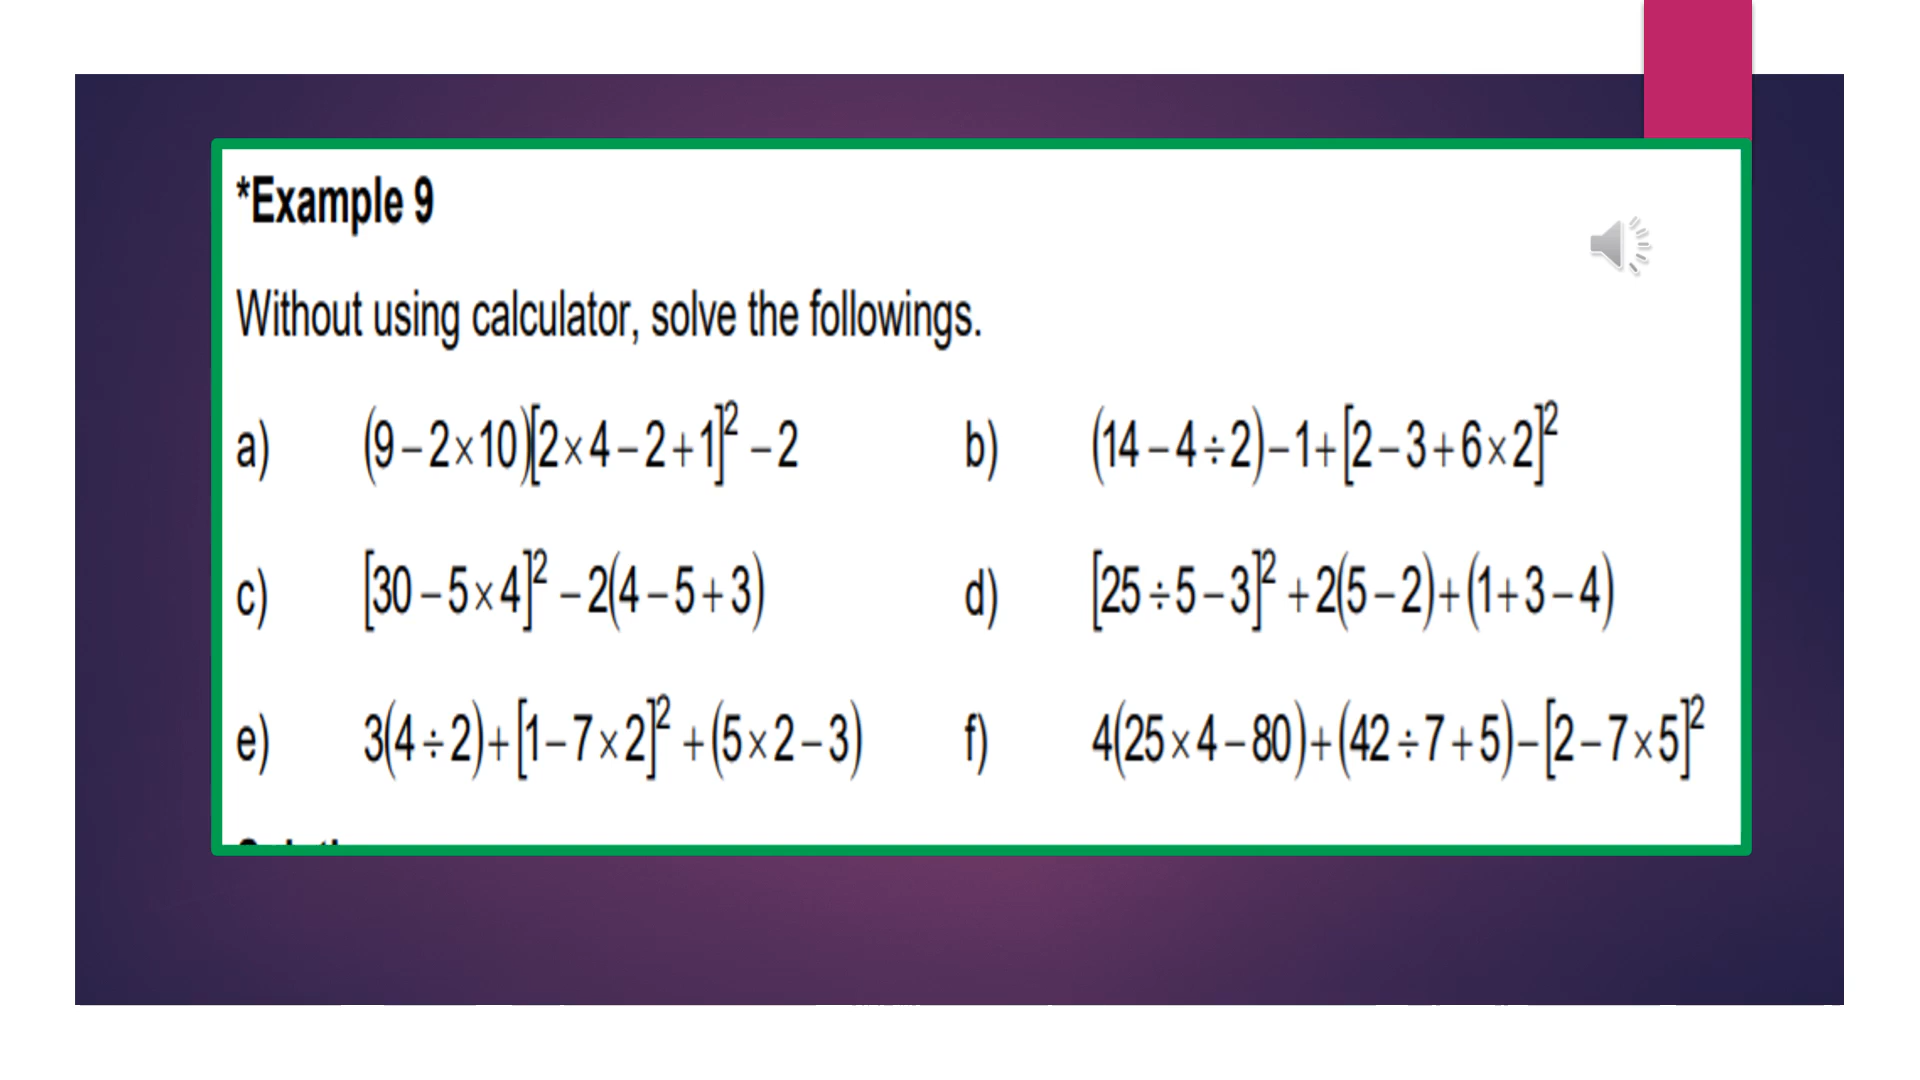 *Example 9
Without using calculator, solve the followings.
a) (9−2×10)[2×4−2+1]² −2 b) (14−4÷2)−1+[2−3+6×2]²
c) [30−5×4]² −2(4−5+3) d) [25÷5−3]² +2(5−2)+(1+3−4)
e) 3(4÷2)+[1−7×2]² +(5×2−3) f) 4(25×4−80)+(42÷7+5)−[2−7×5]²